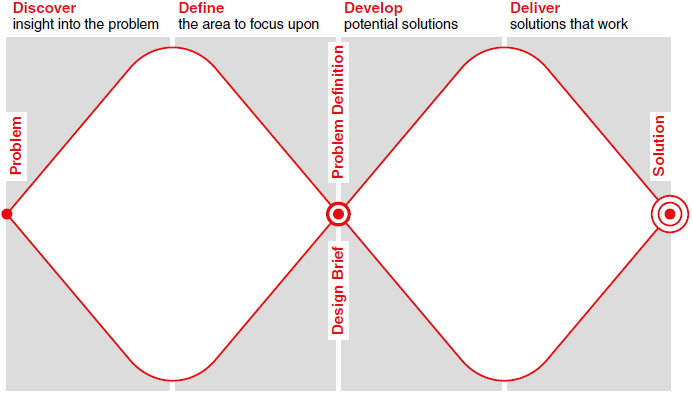 Discover
insight into the problem
Define
the area to focus upon
Develop
potential solutions
Deliver
solutions that work
Problem
Problem Definition
Design Brief
Solution